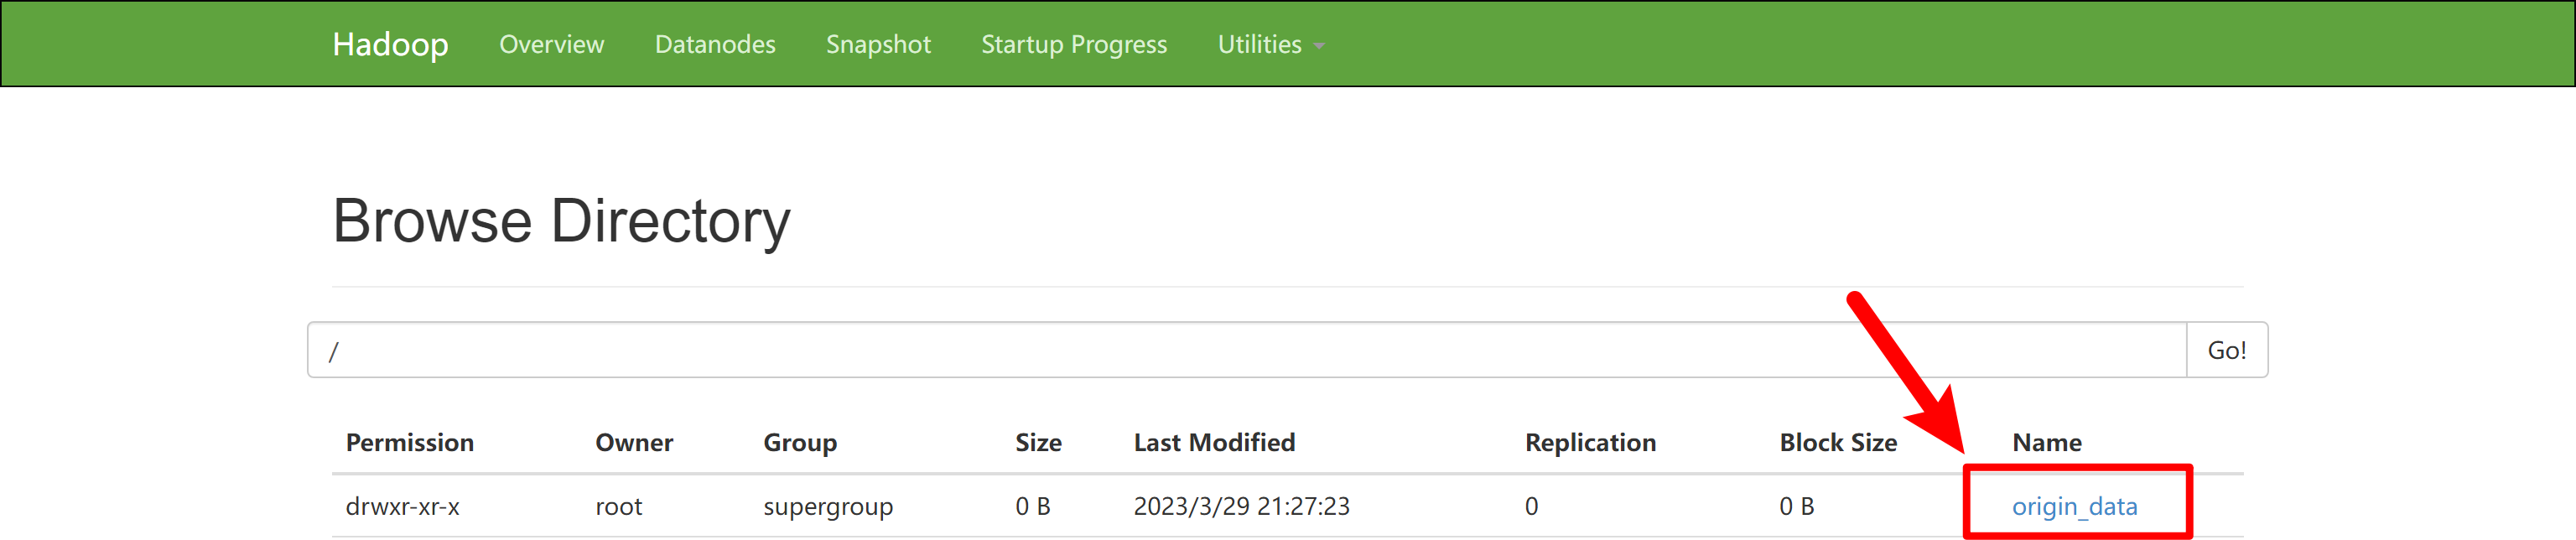 Hadoop Overview Datanodes Snapshot Startup Progress Utilities
Browse Directory
/ Go!
Permission Owner Group Size Last Modified Replication Block Size Name
drwxr-xr-x root supergroup 0 B 2023/3/29 21:27:23 0 0 B origin_data